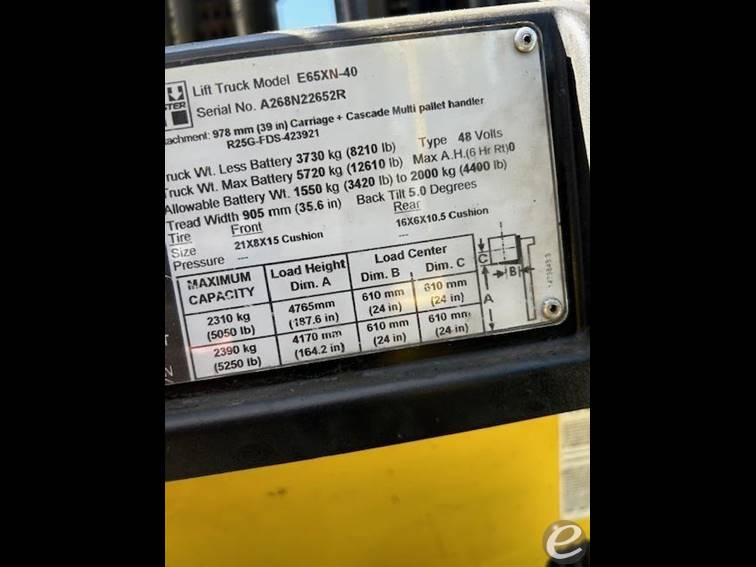 Lift Truck Model E65XN-40
STER
Serial No. A268N22652R
achment: 978 mm (39 in) Carriage + Cascade Multi pallet handler
R25G-FDS-423921
ruck Wt. Less Battery 3730 kg (8210 lb) Type 48 Volts
ruck Wt. Max Battery 5720 kg (12610 lb) Max A.H.(6 Hr Rt)0
Allowable Battery Wt. 1550 kg (3420 lb) to 2000 kg (4400 lb)
Tread Width 905 mm (35.6 in) Back Tilt 5.0 Degrees
Tire Front Rear
Size 21X8X15 Cushion 16X6X10.5 Cushion
Pressure --- ---
MAXIMUM CAPACITY Load Height Dim. A Load Center
Dim. B Dim. C
2310 kg (5050 lb) 4765mm (187.6 in) 610 mm (24 in) 610 mm (24 in)
2390 kg (5250 lb) 4170 mm (164.2 in) 610 mm (24 in) 610 mm (24 in)
C B
A
T
N
e